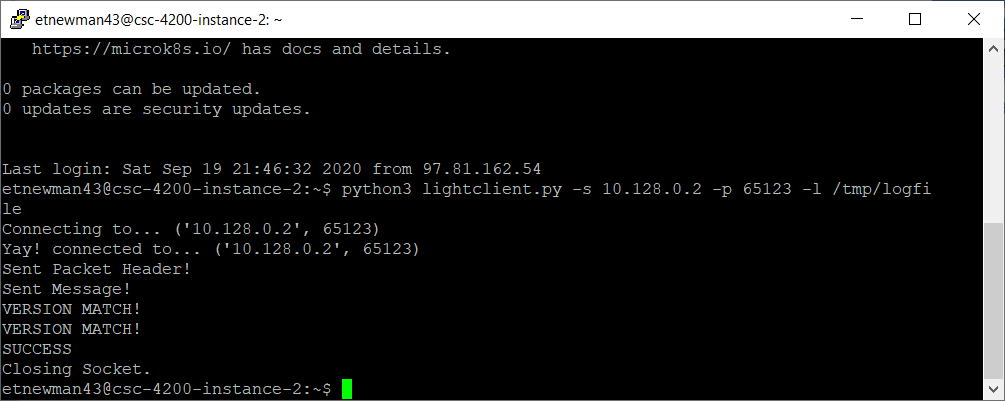 etnewman43@csc-4200-instance-2: ~
https://microk8s.io/ has docs and details.
0 packages can be updated.
0 updates are security updates.
Last login: Sat Sep 19 21:46:32 2020 from 97.81.162.54
etnewman43@csc-4200-instance-2:~$ python3 lightclient.py -s 10.128.0.2 -p 65123 -l /tmp/logfi
le
Connecting to... ('10.128.0.2', 65123)
Yay! connected to... ('10.128.0.2', 65123)
Sent Packet Header!
Sent Message!
VERSION MATCH!
VERSION MATCH!
SUCCESS
Closing Socket.
etnewman43@csc-4200-instance-2:~$